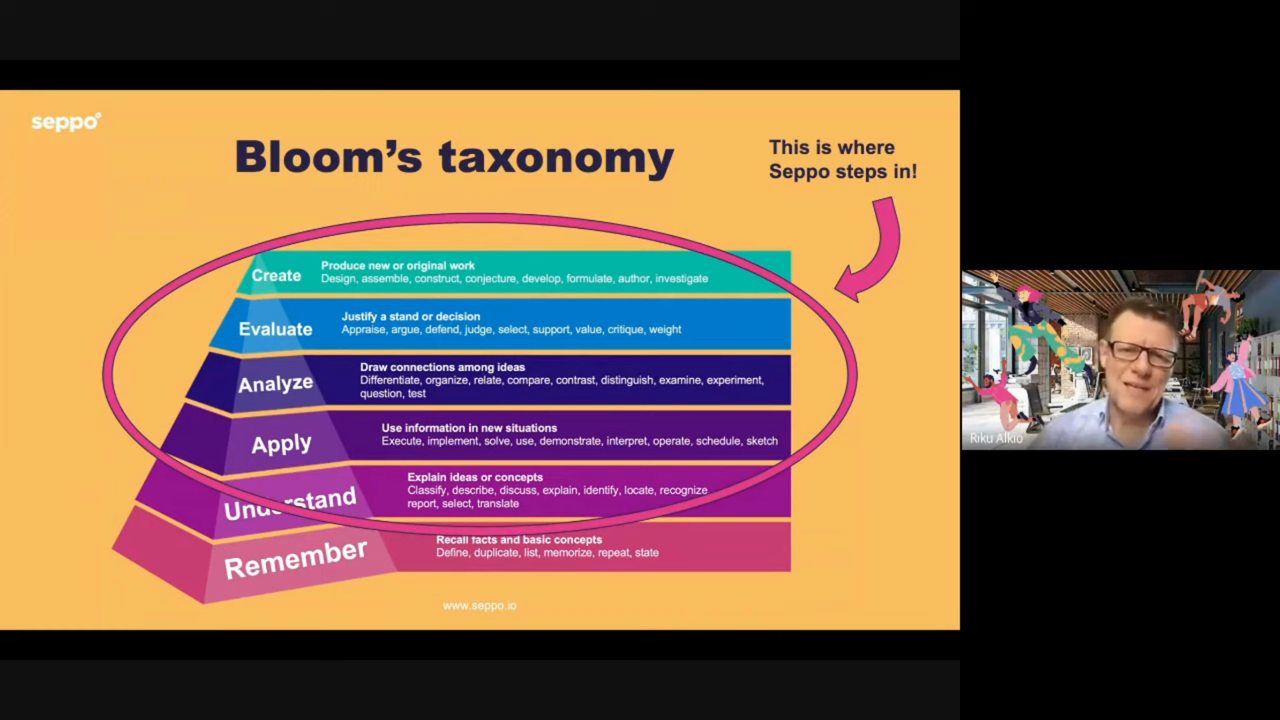 seppo
Bloom's taxonomy
This is where
Seppo steps in!
Create
Produce new or original work
Design, assemble, construct, conjecture, develop, formulate, author, investigate
Evaluate
Justify a stand or decision
Appraise, argue, defend, judge, select, support, value, critique, weight
Analyze
Draw connections among ideas
Differentiate, organize, relate, compare, contrast, distinguish, examine, experiment,
question, test
Apply
Use information in new situations
Execute, implement, solve, use, demonstrate, interpret, operate, schedule, sketch
Understand
Explain ideas or concepts
Classify, describe, discuss, explain, identify, locate, recognize
report, select, translate
Remember
Recall facts and basic concepts
Define, duplicate, list, memorize, repeat, state
www.seppo.io
Riku Alkio